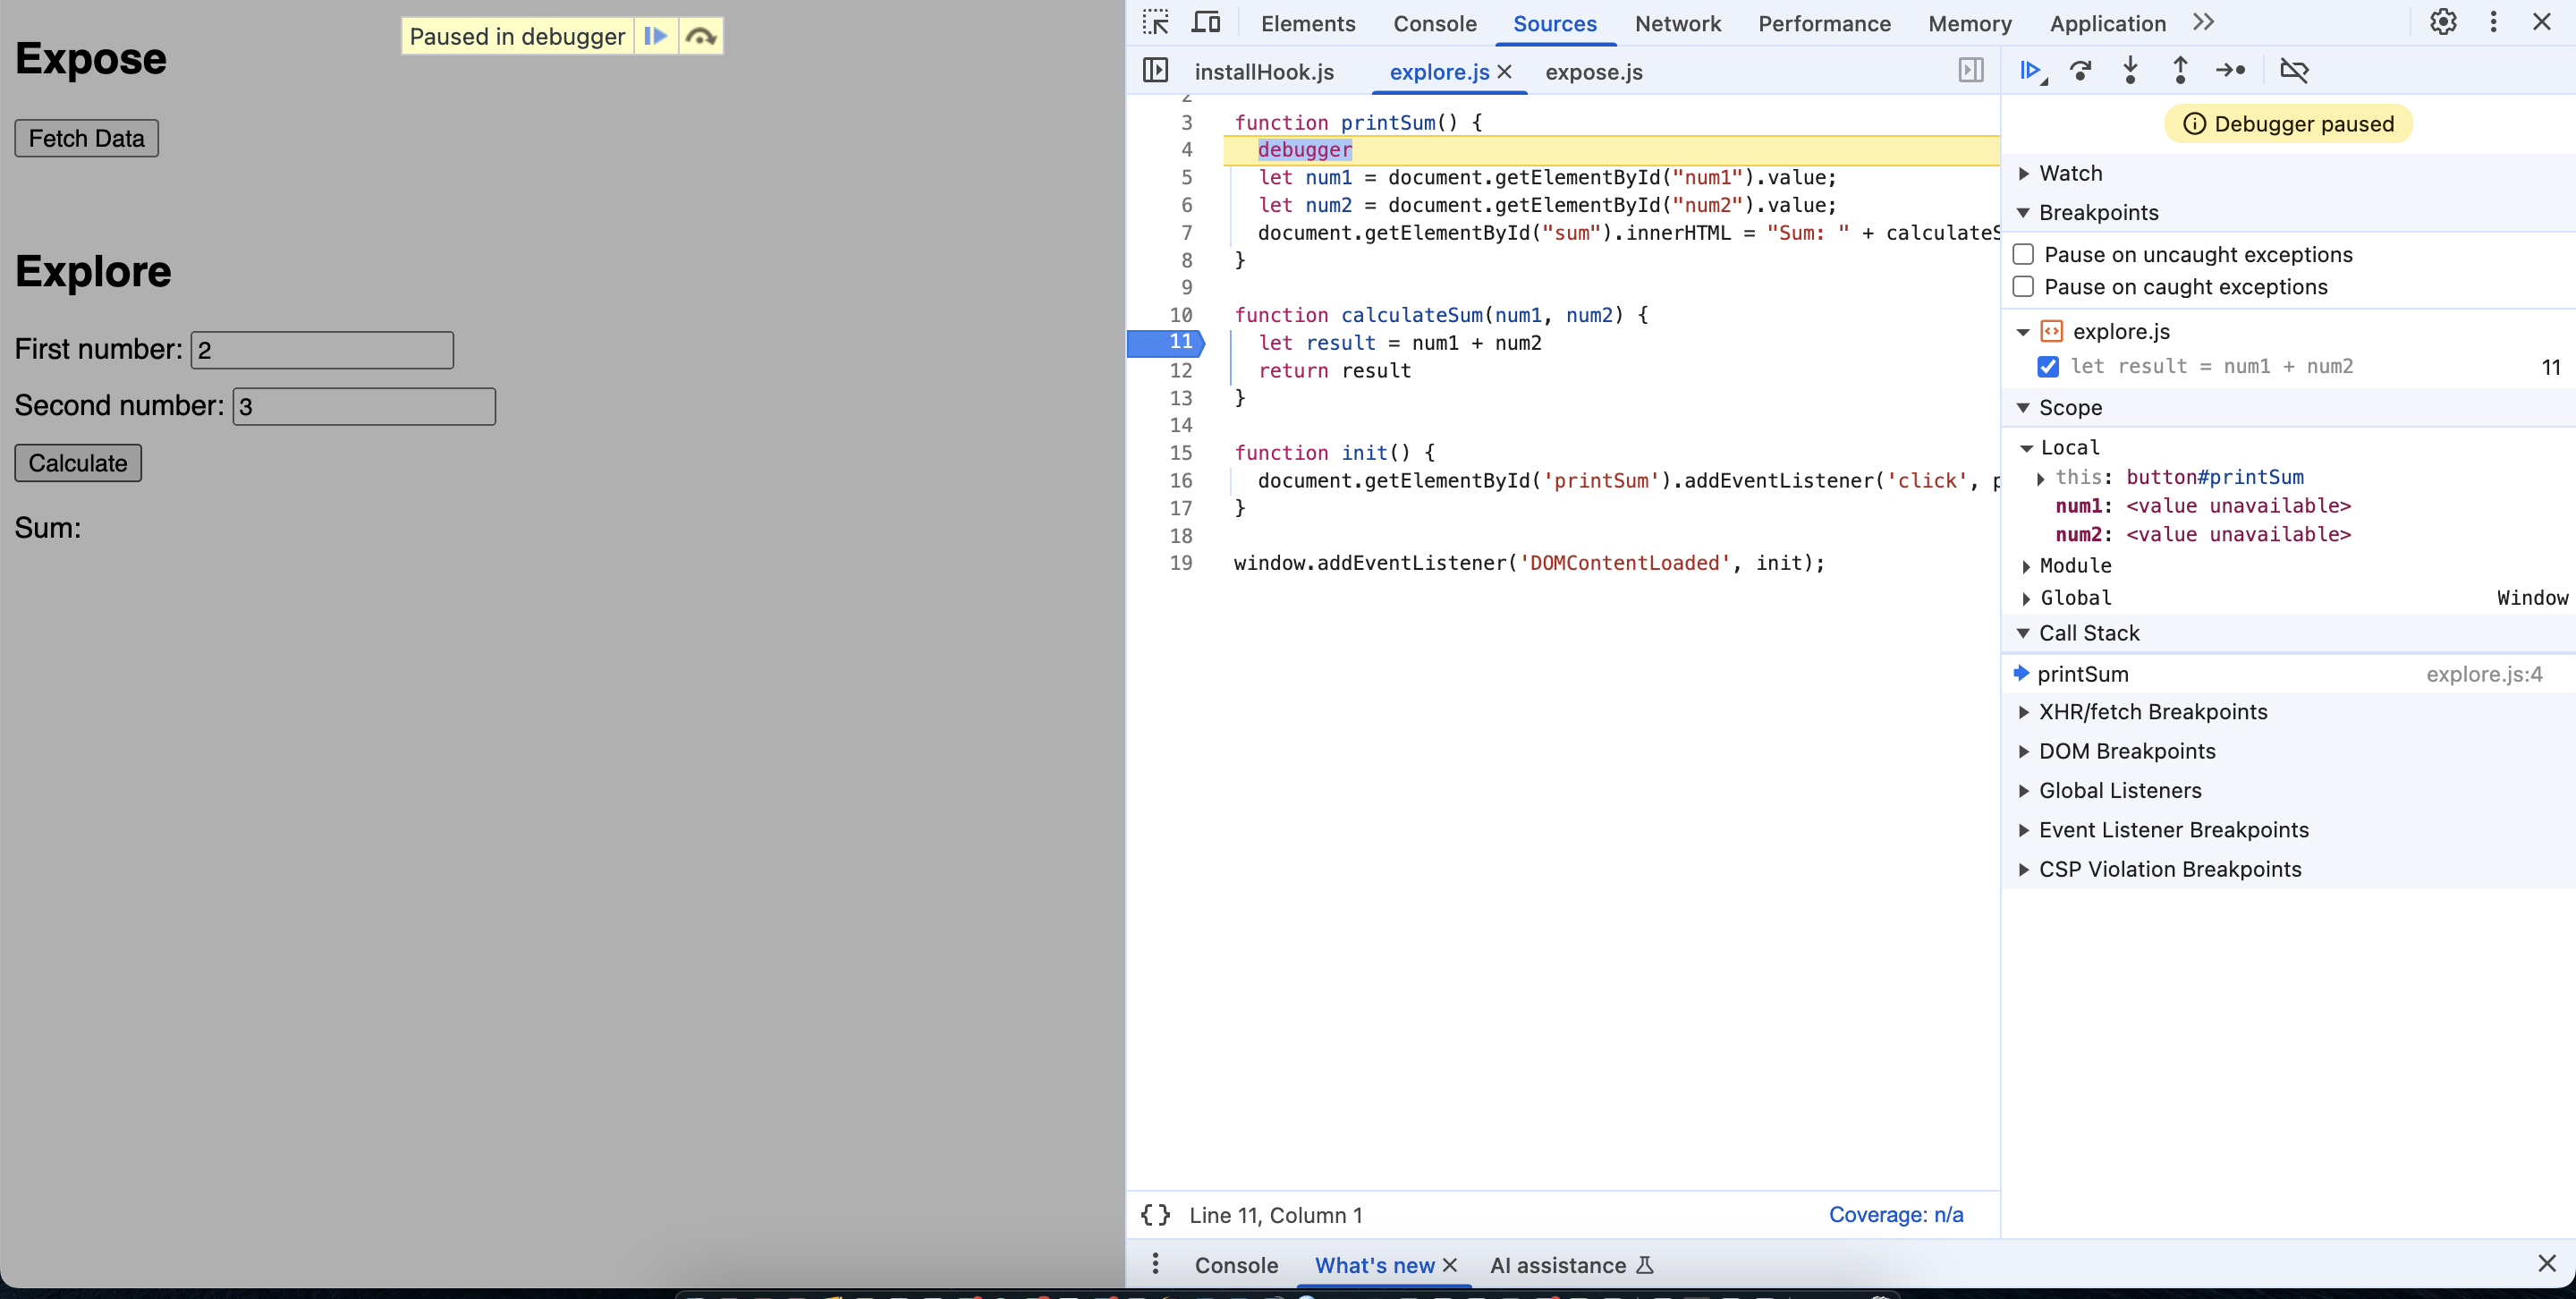 Expose
Paused in debugger
Fetch Data
Explore
First number: 2
Second number: 3
Calculate
Sum:
Elements Console Sources Network Performance Memory Application
installHook.js explore.js expose.js
2
3 function printSum() {
4 debugger
5 let num1 = document.getElementById("num1").value;
6 let num2 = document.getElementById("num2").value;
7 document.getElementById("sum").innerHTML = "Sum: " + calculateS
8 }
9
10 function calculateSum(num1, num2) {
11 let result = num1 + num2
12 return result
13 }
14
15 function init() {
16 document.getElementById('printSum').addEventListener('click', p
17 }
18
19 window.addEventListener('DOMContentLoaded', init);
{} Line 11, Column 1 Coverage: n/a
Debugger paused
Watch
Breakpoints
Pause on uncaught exceptions
Pause on caught exceptions
explore.js
let result = num1 + num2 11
Scope
Local
this: button#printSum
num1: <value unavailable>
num2: <value unavailable>
Module
Global Window
Call Stack
printSum explore.js:4
XHR/fetch Breakpoints
DOM Breakpoints
Global Listeners
Event Listener Breakpoints
CSP Violation Breakpoints
Console What's new AI assistance